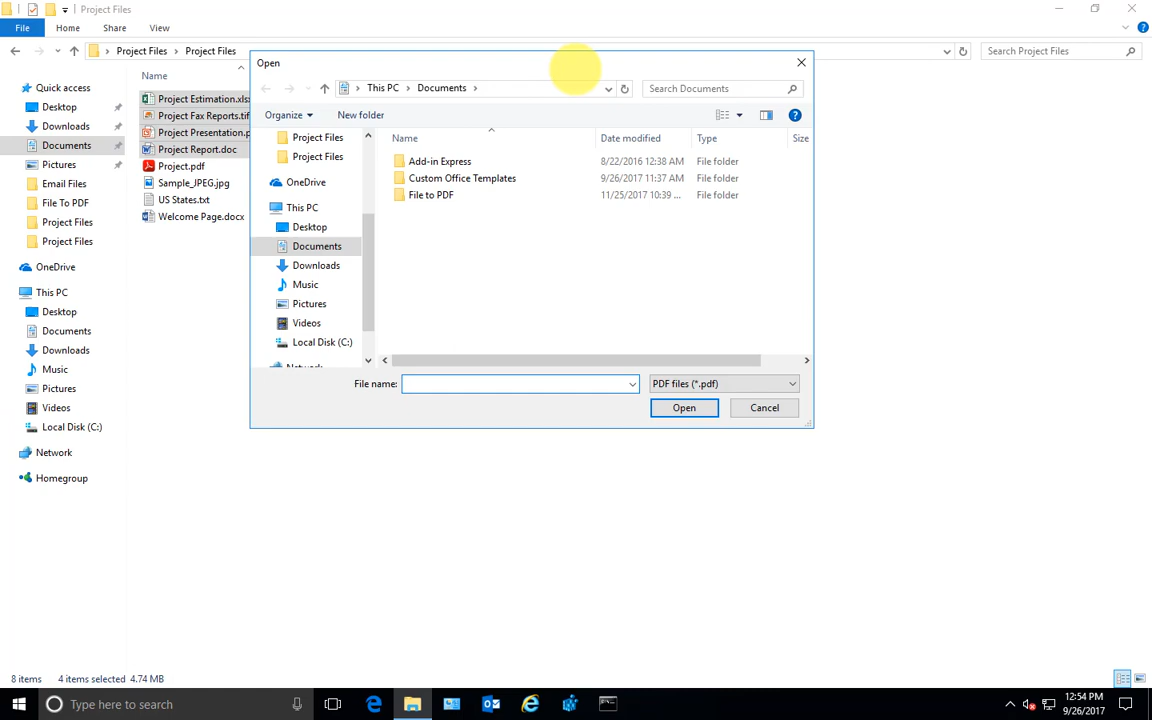 Project Files
File
Home
Share
View
Project Files
Project Files
Search Project Files
Quick access
Desktop
Downloads
Documents
Pictures
Email Files
File To PDF
Project Files
Project Files
OneDrive
This PC
Desktop
Documents
Downloads
Music
Pictures
Videos
Local Disk (C:)
Network
Homegroup
Name
Project Estimation.xls
Project Fax Reports.tif
Project Presentation.p
Project Report.doc
Project.pdf
Sample_JPEG.jpg
US States.txt
Welcome Page.docx
Open
This PC
Documents
Search Documents
Organize
New folder
Project Files
Project Files
OneDrive
This PC
Desktop
Documents
Downloads
Music
Pictures
Videos
Local Disk (C:)
Name Date modified Type Size
Add-in Express 8/22/2016 12:38 AM File folder
Custom Office Templates 9/26/2017 11:37 AM File folder
File to PDF 11/25/2017 10:39 ... File folder
File name:
PDF files (*.pdf)
Open
Cancel
8 items 4 items selected 4.74 MB
Type here to search
12:54 PM
9/26/2017